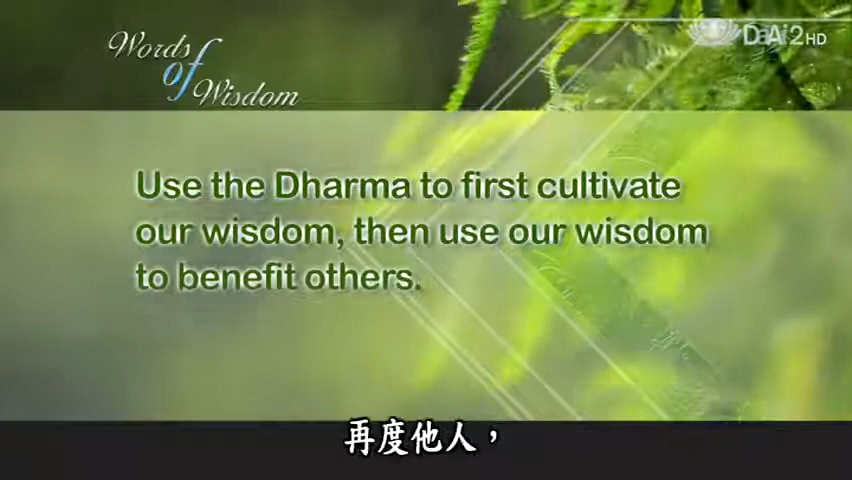 Words
of
Wisdom
DAi2HD
Use the Dharma to first cultivate
our wisdom, then use our wisdom
to benefit others.
再度他人，